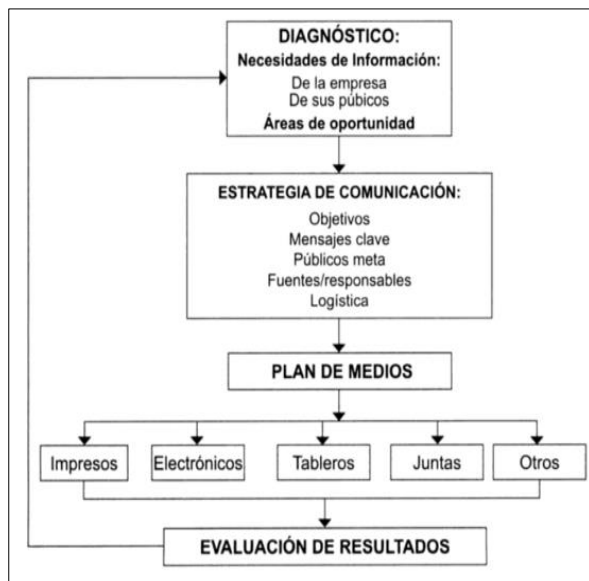 DIAGNÓSTICO:
Necesidades de Información:
De la empresa
De sus púbicos
Áreas de oportunidad
ESTRATEGIA DE COMUNICACIÓN:
Objetivos
Mensajes clave
Públicos meta
Fuentes/responsables
Logística
PLAN DE MEDIOS
Impresos
Electrónicos
Tableros
Juntas
Otros
EVALUACIÓN DE RESULTADOS